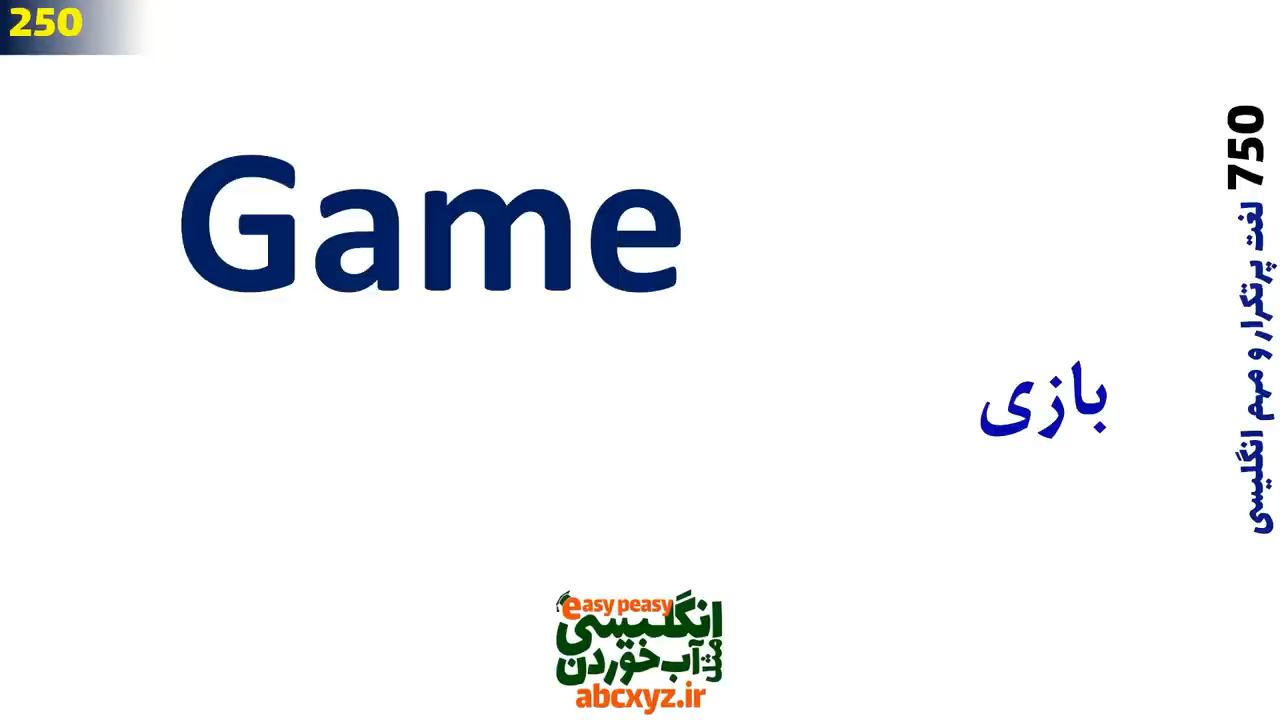 250
Game
بازی
750 لغت پرتکرار و مهم انگلیسی
easy peasy
انگلیسی
مثل آب خوردن
abcxyz.ir